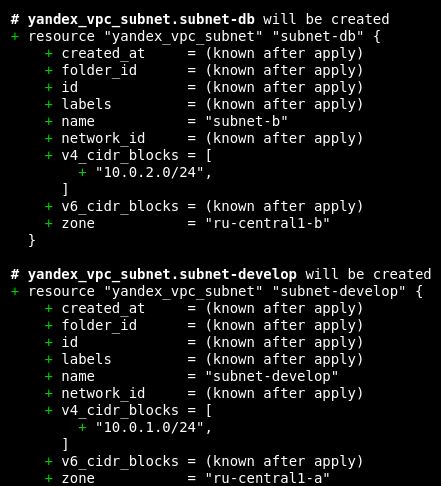 # yandex_vpc_subnet.subnet-db will be created
+ resource "yandex_vpc_subnet" "subnet-db" {
    + created_at     = (known after apply)
    + folder_id      = (known after apply)
    + id             = (known after apply)
    + labels         = (known after apply)
    + name           = "subnet-b"
    + network_id     = (known after apply)
    + v4_cidr_blocks = [
        + "10.0.2.0/24",
      ]
    + v6_cidr_blocks = (known after apply)
    + zone           = "ru-central1-b"
  }
# yandex_vpc_subnet.subnet-develop will be created
+ resource "yandex_vpc_subnet" "subnet-develop" {
    + created_at     = (known after apply)
    + folder_id      = (known after apply)
    + id             = (known after apply)
    + labels         = (known after apply)
    + name           = "subnet-develop"
    + network_id     = (known after apply)
    + v4_cidr_blocks = [
        + "10.0.1.0/24",
      ]
    + v6_cidr_blocks = (known after apply)
    + zone           = "ru-central1-a"